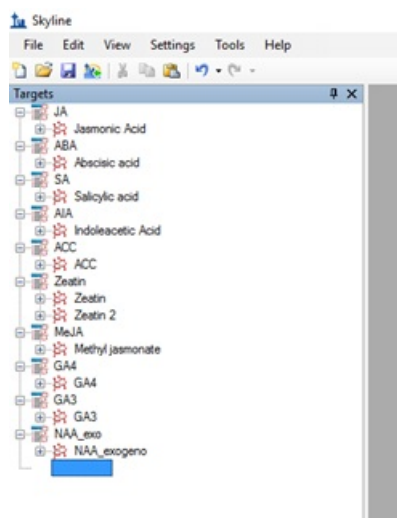 Skyline
File Edit View Settings Tools Help
Targets
JA
Jasmonic Acid
ABA
Abscisic acid
SA
Salicylic acid
AIA
Indoleacetic Acid
ACC
ACC
Zeatin
Zeatin
Zeatin 2
MeJA
Methyl jasmonate
GA4
GA4
GA3
GA3
NAA_exo
NAA_exogeno